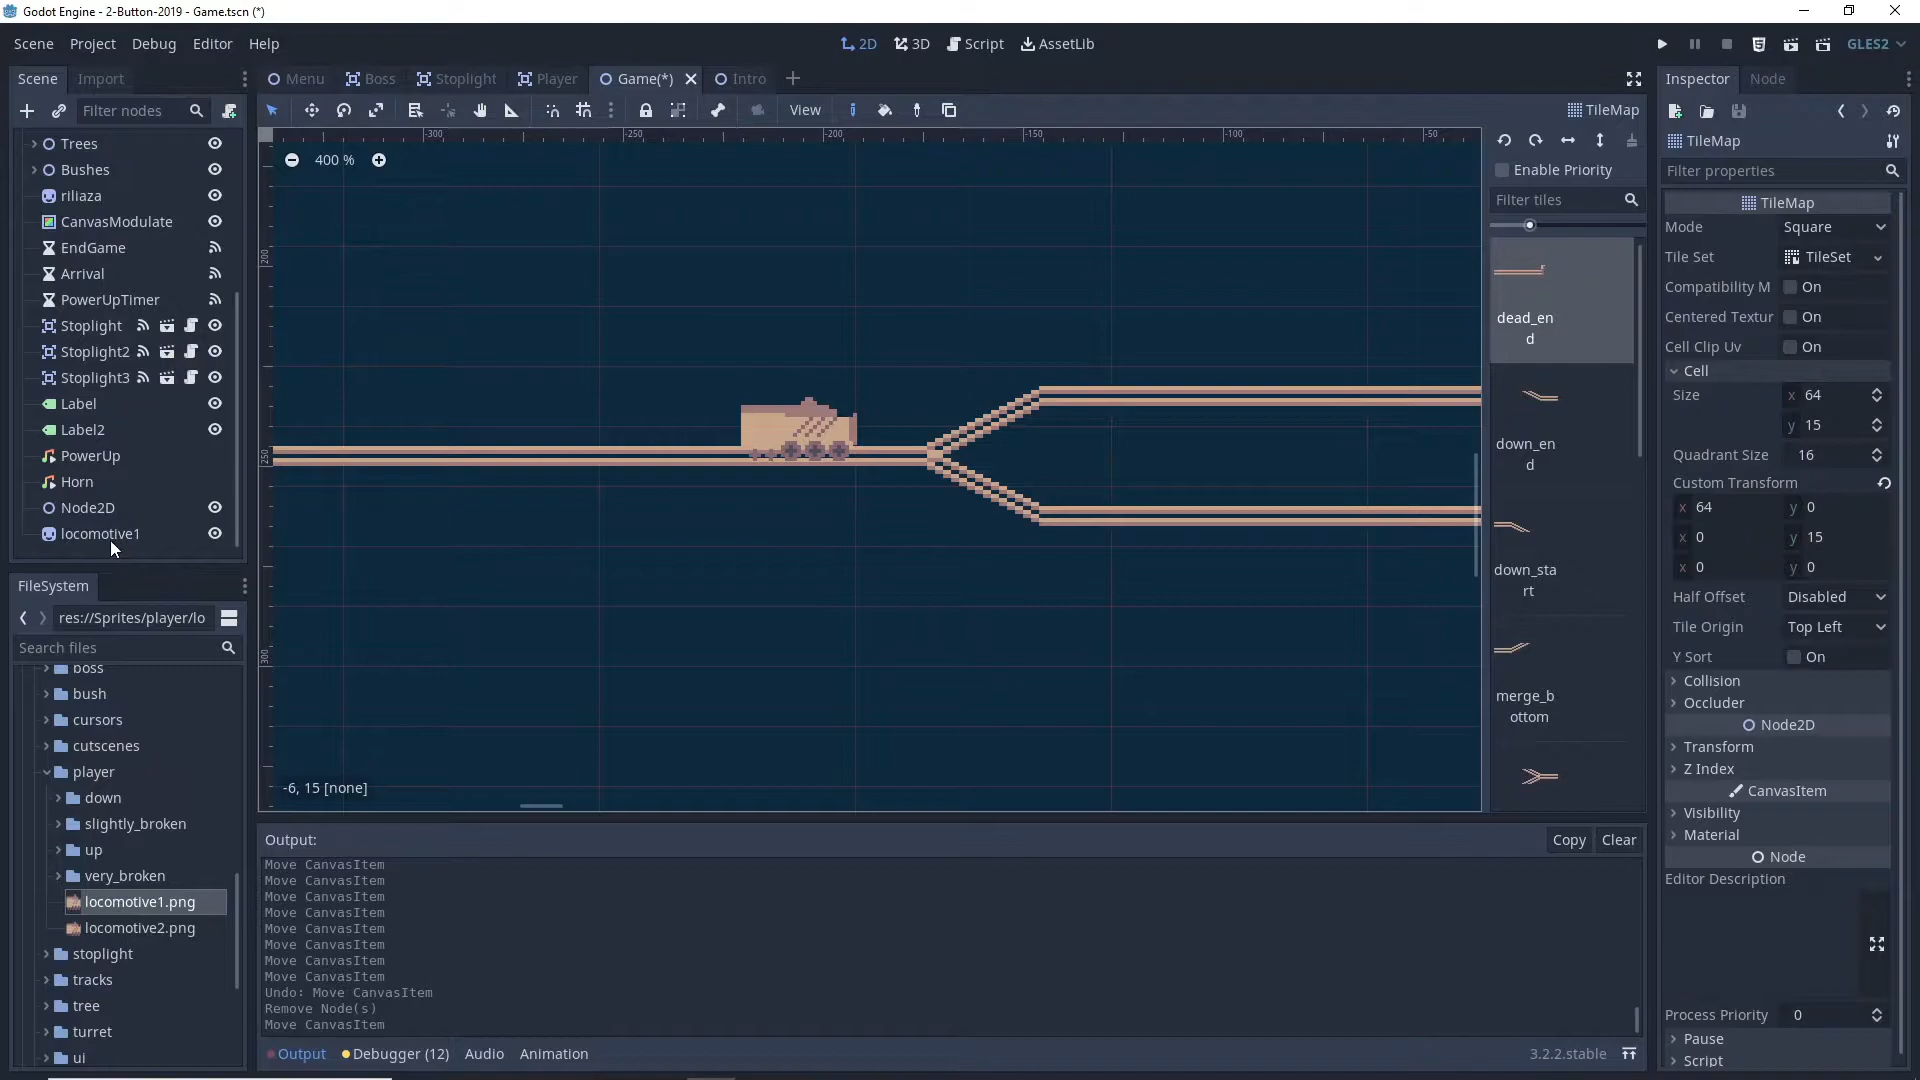 Godot Engine - 2-Button-2019 - Game.tscn (*)
Scene Project Debug Editor Help
2D 3D Script AssetLib
GLES2
Scene Import
Menu Boss Stoplight Player Game(*) Intro
Inspector Node
Filter nodes
View
TileMap
Trees
Bushes
riliaza
CanvasModulate
EndGame
Arrival
PowerUpTimer
Stoplight
Stoplight2
Stoplight3
Label
Label2
PowerUp
Horn
Node2D
locomotive1
FileSystem
res://Sprites/player/lo
Search files
boss
bush
cursors
cutscenes
player
down
slightly_broken
up
very_broken
locomotive1.png
locomotive2.png
stoplight
tracks
tree
turret
ui
-300
-250
-200
-150
-100
-50
200
250
300
400 %
-6, 15 [none]
Enable Priority
Filter tiles
dead_en
d
down_en
d
down_sta
rt
merge_b
ottom
Output:
Copy Clear
Move CanvasItem
Move CanvasItem
Move CanvasItem
Move CanvasItem
Move CanvasItem
Move CanvasItem
Move CanvasItem
Move CanvasItem
Undo: Move CanvasItem
Remove Node(s)
Move CanvasItem
Output Debugger (12) Audio Animation
3.2.2.stable
TileMap
Filter properties
TileMap
Mode Square
Tile Set TileSet
Compatibility M On
Centered Textur On
Cell Clip Uv On
Cell
Size x 64
y 15
Quadrant Size 16
Custom Transform
x 64 y 0
x 0 y 15
x 0 y 0
Half Offset Disabled
Tile Origin Top Left
Y Sort On
Collision
Occluder
Node2D
Transform
Z Index
CanvasItem
Visibility
Material
Node
Editor Description
Process Priority 0
Pause
Script